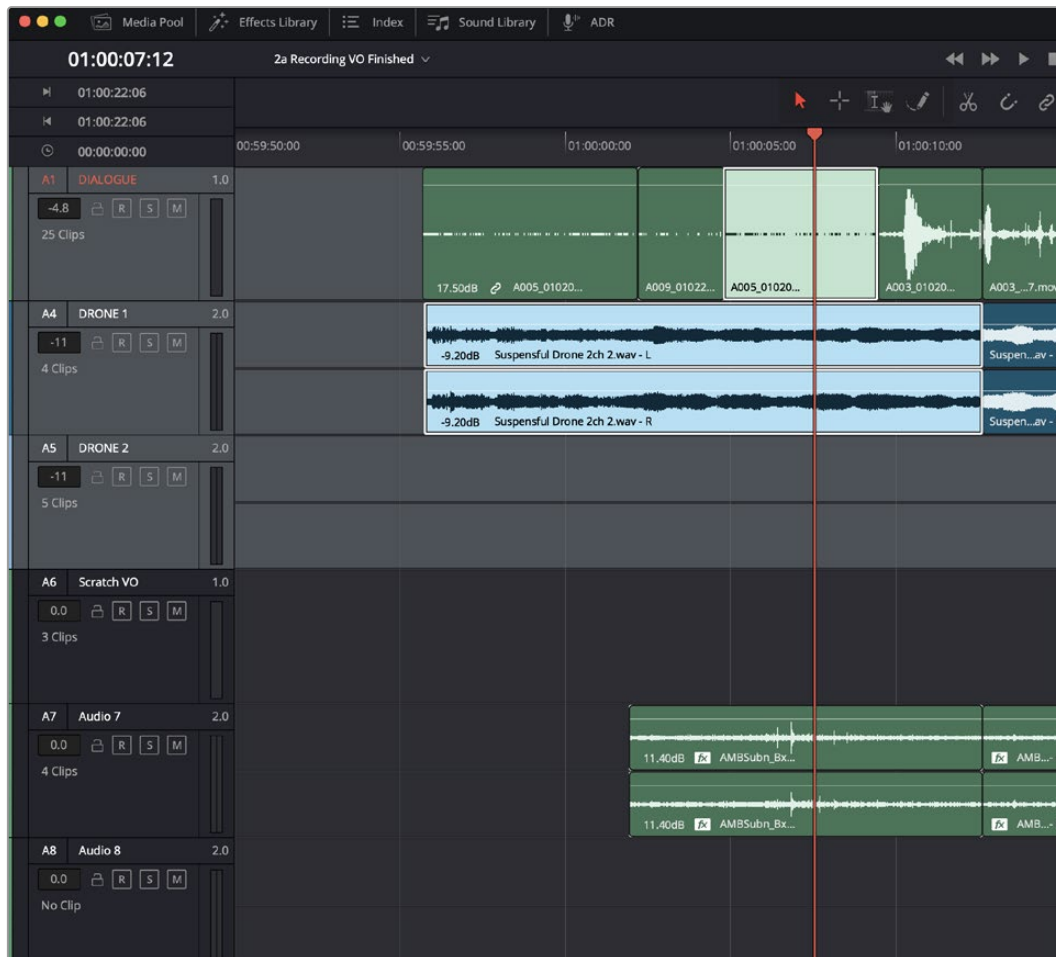 Media Pool Effects Library Index Sound Library ADR
01:00:07:12 2a Recording VO Finished
01:00:22:06
01:00:22:06
00:00:00:00
00:59:50:00 00:59:55:00 01:00:00:00 01:00:05:00 01:00:10:00
A1 DIALOGUE 1.0
-4.8 R S M
25 Clips
17.50dB A005_01020... A009_01022... A005_01020... A003_01020... A003_...7.mov
A4 DRONE 1 2.0
-11 R S M
4 Clips
-9.20dB Suspensful Drone 2ch 2.wav - L Suspen...av -
-9.20dB Suspensful Drone 2ch 2.wav - R Suspen...av -
A5 DRONE 2 2.0
-11 R S M
5 Clips
A6 Scratch VO 1.0
0.0 R S M
3 Clips
A7 Audio 7 2.0
0.0 R S M
4 Clips
11.40dB fx AMBSubn_Bx... fx AMB...-
11.40dB fx AMBSubn_Bx... fx AMB...-
A8 Audio 8 2.0
0.0 R S M
No Clip